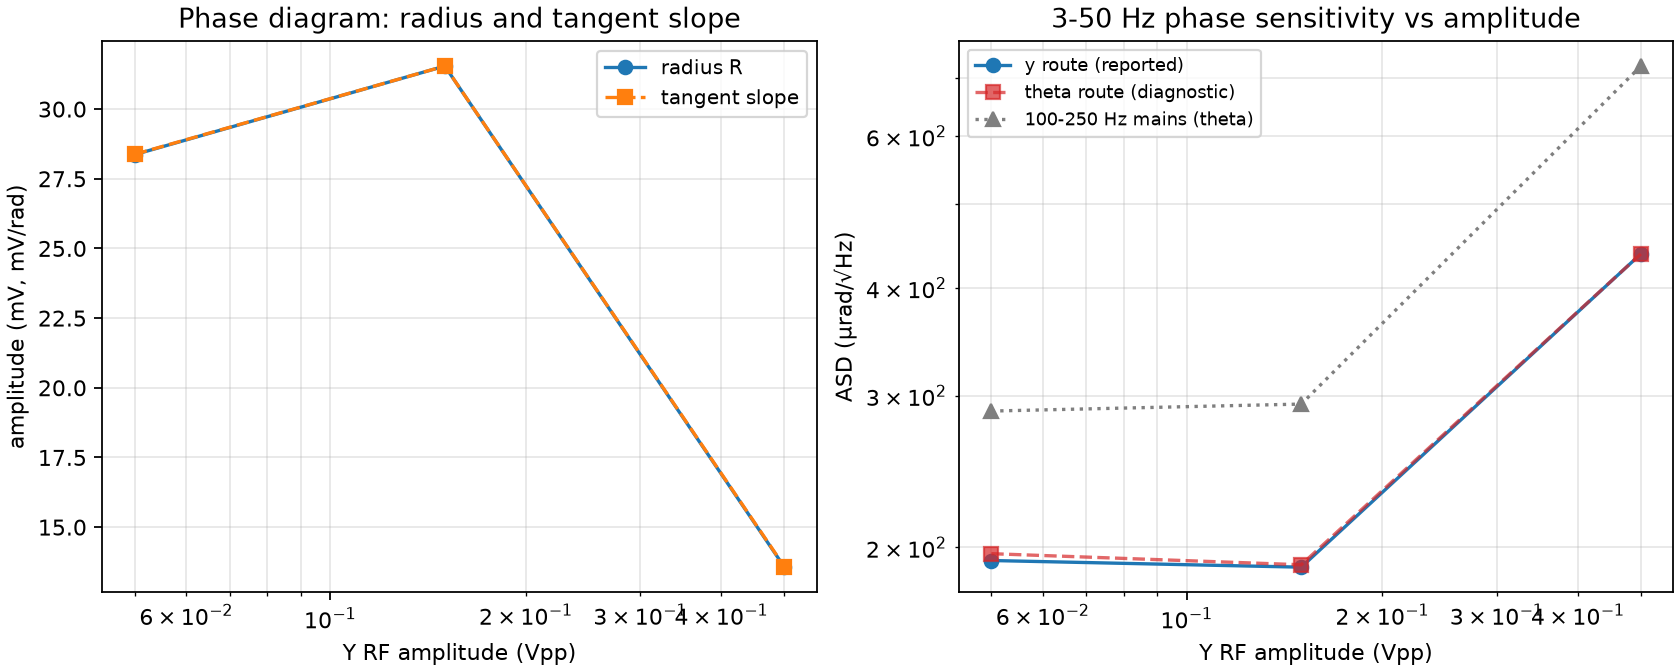 Phase diagram: radius and tangent slope
radius R
tangent slope
30.0
27.5
25.0
22.5
20.0
17.5
15.0
amplitude (mV, mV/rad)
6 × 10⁻²
10⁻¹
2 × 10⁻¹
3 × 10⁻¹
4 × 10⁻¹
Y RF amplitude (Vpp)
3-50 Hz phase sensitivity vs amplitude
y route (reported)
theta route (diagnostic)
100-250 Hz mains (theta)
6 × 10²
4 × 10²
3 × 10²
2 × 10²
ASD (μrad/√Hz)
6 × 10⁻²
10⁻¹
2 × 10⁻¹
3 × 10⁻¹
4 × 10⁻¹
Y RF amplitude (Vpp)